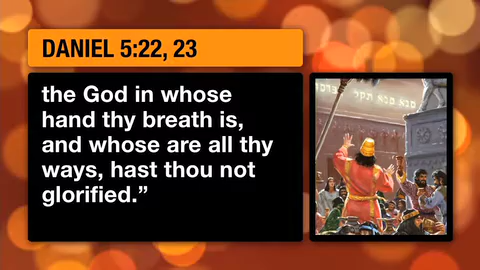 DANIEL 5:22, 23
the God in whose
hand thy breath is,
and whose are all thy
ways, hast thou not
glorified.”